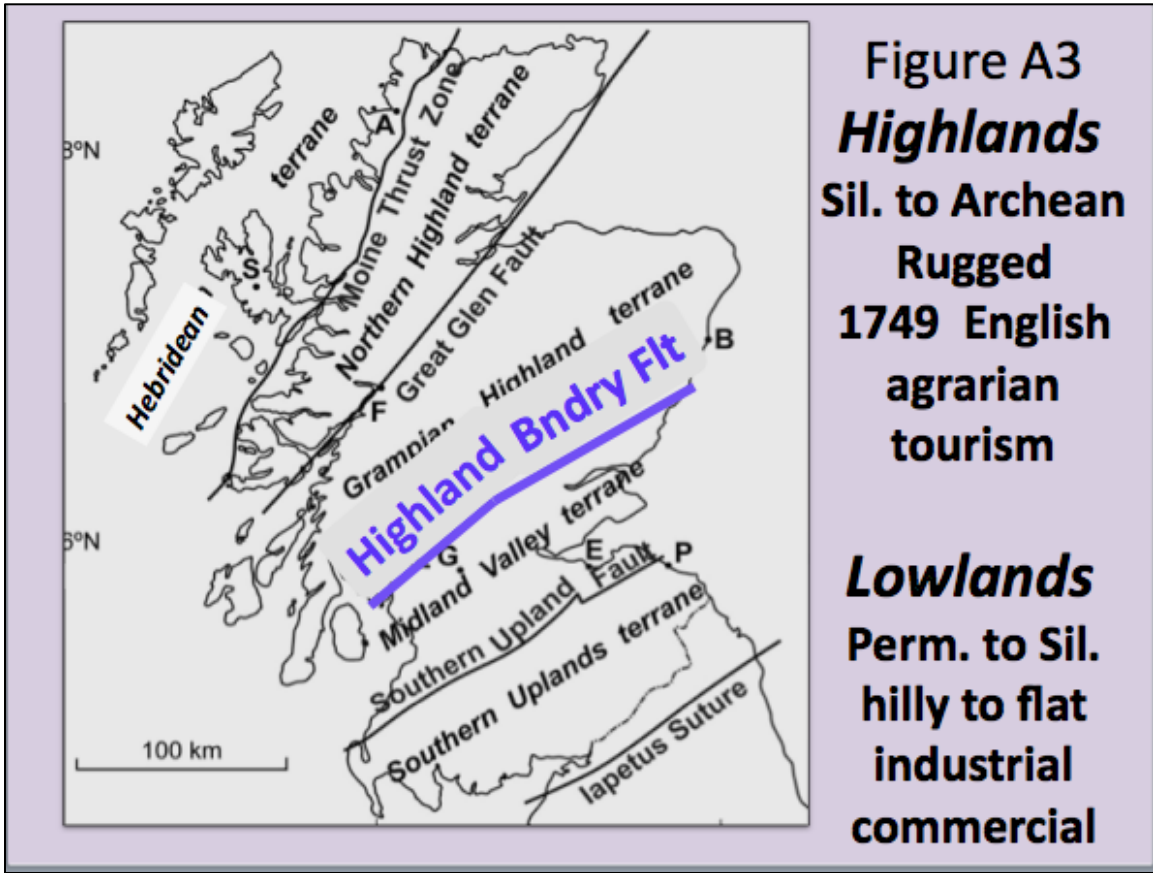 Figure A3
Highlands
Sil. to Archean
Rugged
1749 English
agrarian
tourism
Lowlands
Perm. to Sil.
hilly to flat
industrial
commercial
8°N
6°N
terrane
Hebridean
A
S
Moine Thrust Zone
Northern Highland terrane
Great Glen Fault
F
Grampian Highland terrane
B
Highland Bndry Flt
G
Midland Valley terrane
E
P
Southern Upland Fault
Southern Uplands terrane
Iapetus Suture
100 km